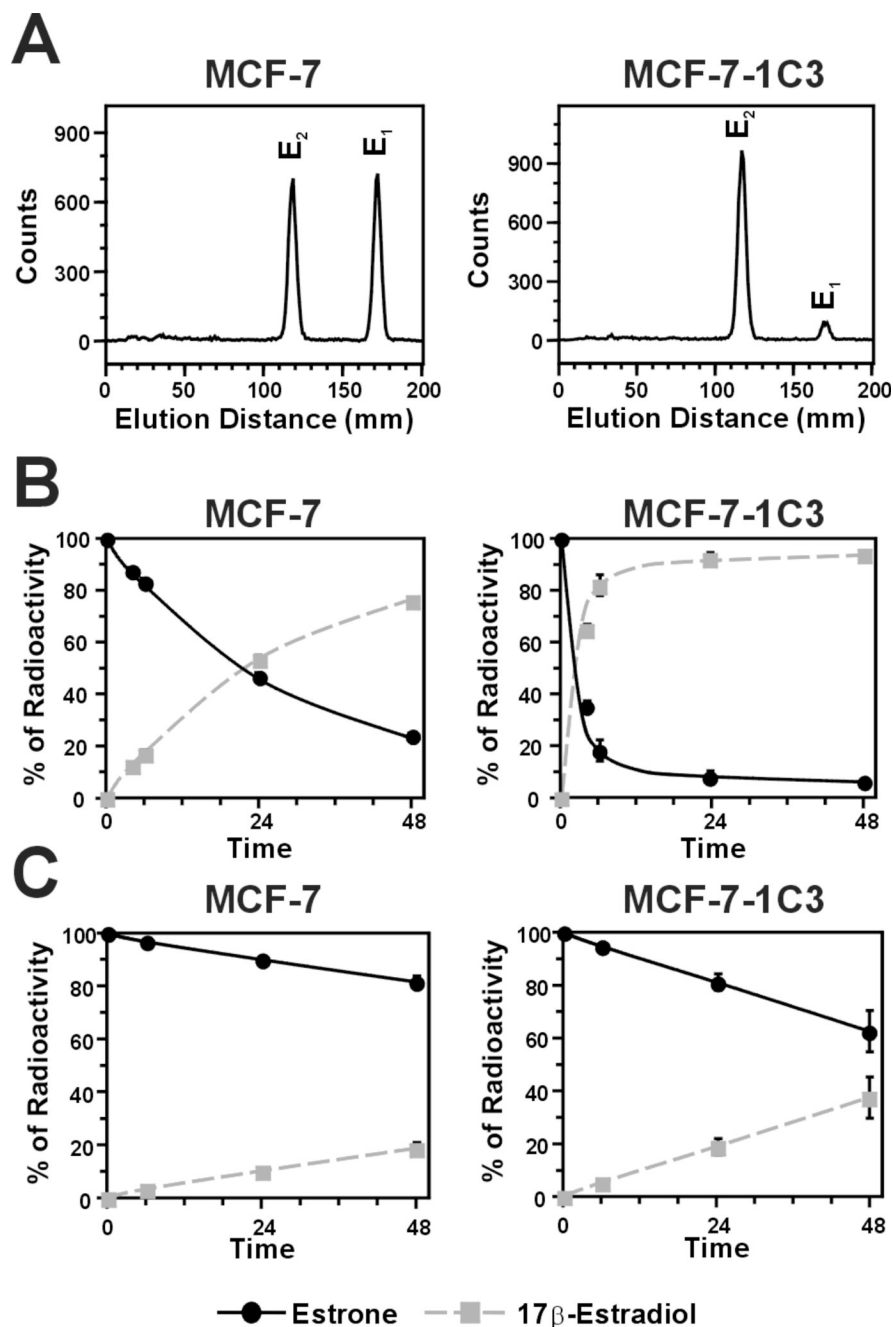 A
MCF-7
MCF-7-1C3
Counts
900
600
300
0
E2
E1
0 50 100 150 200
Elution Distance (mm)
Counts
900
600
300
0
E2
E1
0 50 100 150 200
Elution Distance (mm)
B
MCF-7
MCF-7-1C3
% of Radioactivity
100
80
60
40
20
0
0 24 48
Time
% of Radioactivity
100
80
60
40
20
0
0 24 48
Time
C
MCF-7
MCF-7-1C3
% of Radioactivity
100
80
60
40
20
0
0 24 48
Time
% of Radioactivity
100
80
60
40
20
0
0 24 48
Time
Estrone 17β-Estradiol